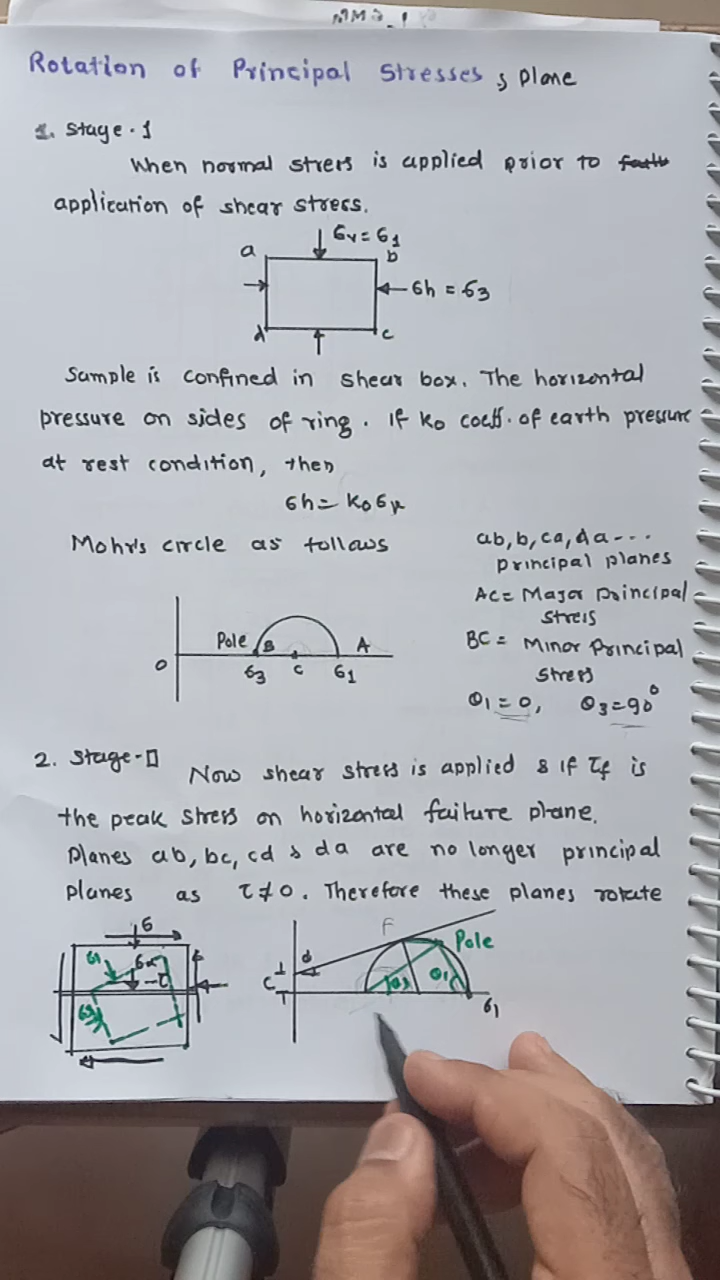 Rotation of Principal Stresses & Plane
1. Stage-1
When normal stress is applied prior to
application of shear stress.
a
b
σv = σ1
σh = σ3
d
c
Sample is confined in shear box. The horizontal
pressure on sides of ring. If Ko coeff. of earth pressure
at rest condition, then
σh = Koσv
Mohr's circle as follows
ab, b, ca, da ...
principal planes
AC = Major principal
stress
BC = Minor Principal
stress
θ1 = 0, θ3 = 90°
Pole
B
A
O
σ3
C
σ1
2. Stage-II Now shear stress is applied & if τf is
the peak stress on horizontal failure plane.
Planes ab, bc, cd & da are no longer principal
planes as τ≠0. Therefore these planes rotate
σ
σ1
σ3
F
Pole
C
θ1
σ1